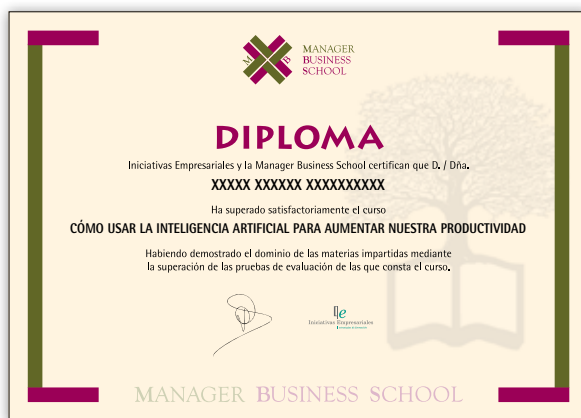 M B
MANAGER
BUSINESS
SCHOOL
DIPLOMA
Iniciativas Empresariales y la Manager Business School certifican que D. / Dña.
XXXXX XXXXXX XXXXXXXXXX
Ha superado satisfactoriamente el curso
CÓMO USAR LA INTELIGENCIA ARTIFICIAL PARA AUMENTAR NUESTRA PRODUCTIVIDAD
Habiendo demostrado el dominio de las materias impartidas mediante
la superación de las pruebas de evaluación de las que consta el curso.
Iniciativas Empresariales
MANAGER BUSINESS SCHOOL